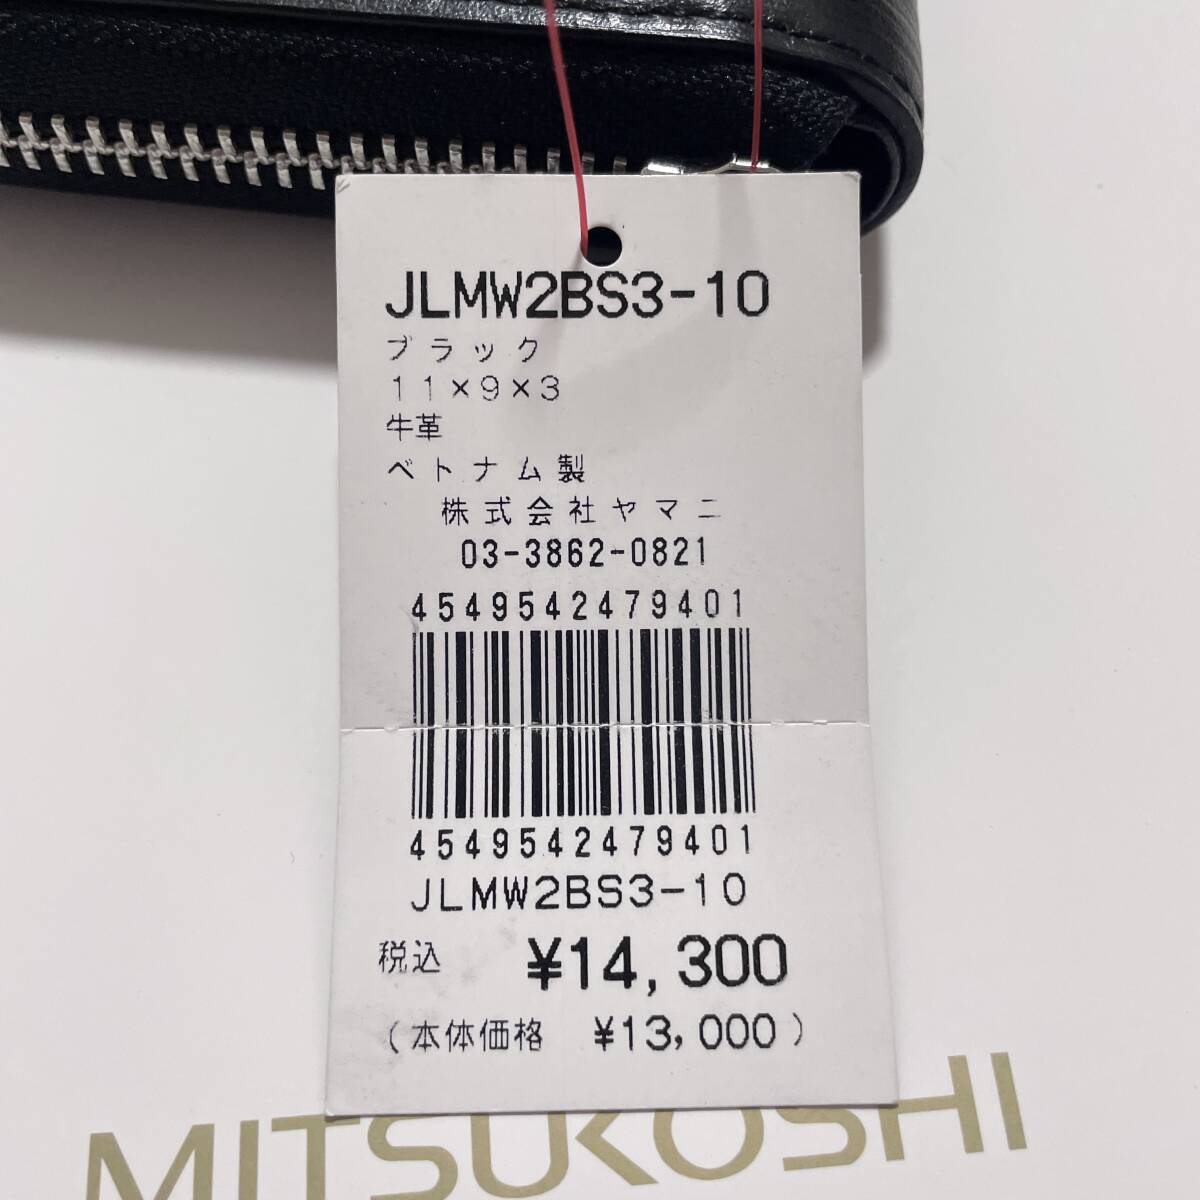 JLMW2BS3-10
ブラック
11×9×3
牛革
ベトナム製
株式会社ヤマニ
03-3862-0821
4549542479401
4549542479401
JLMW2BS3-10
税込 ¥14,300
(本体価格 ¥13,000)
MITSUKOSHI